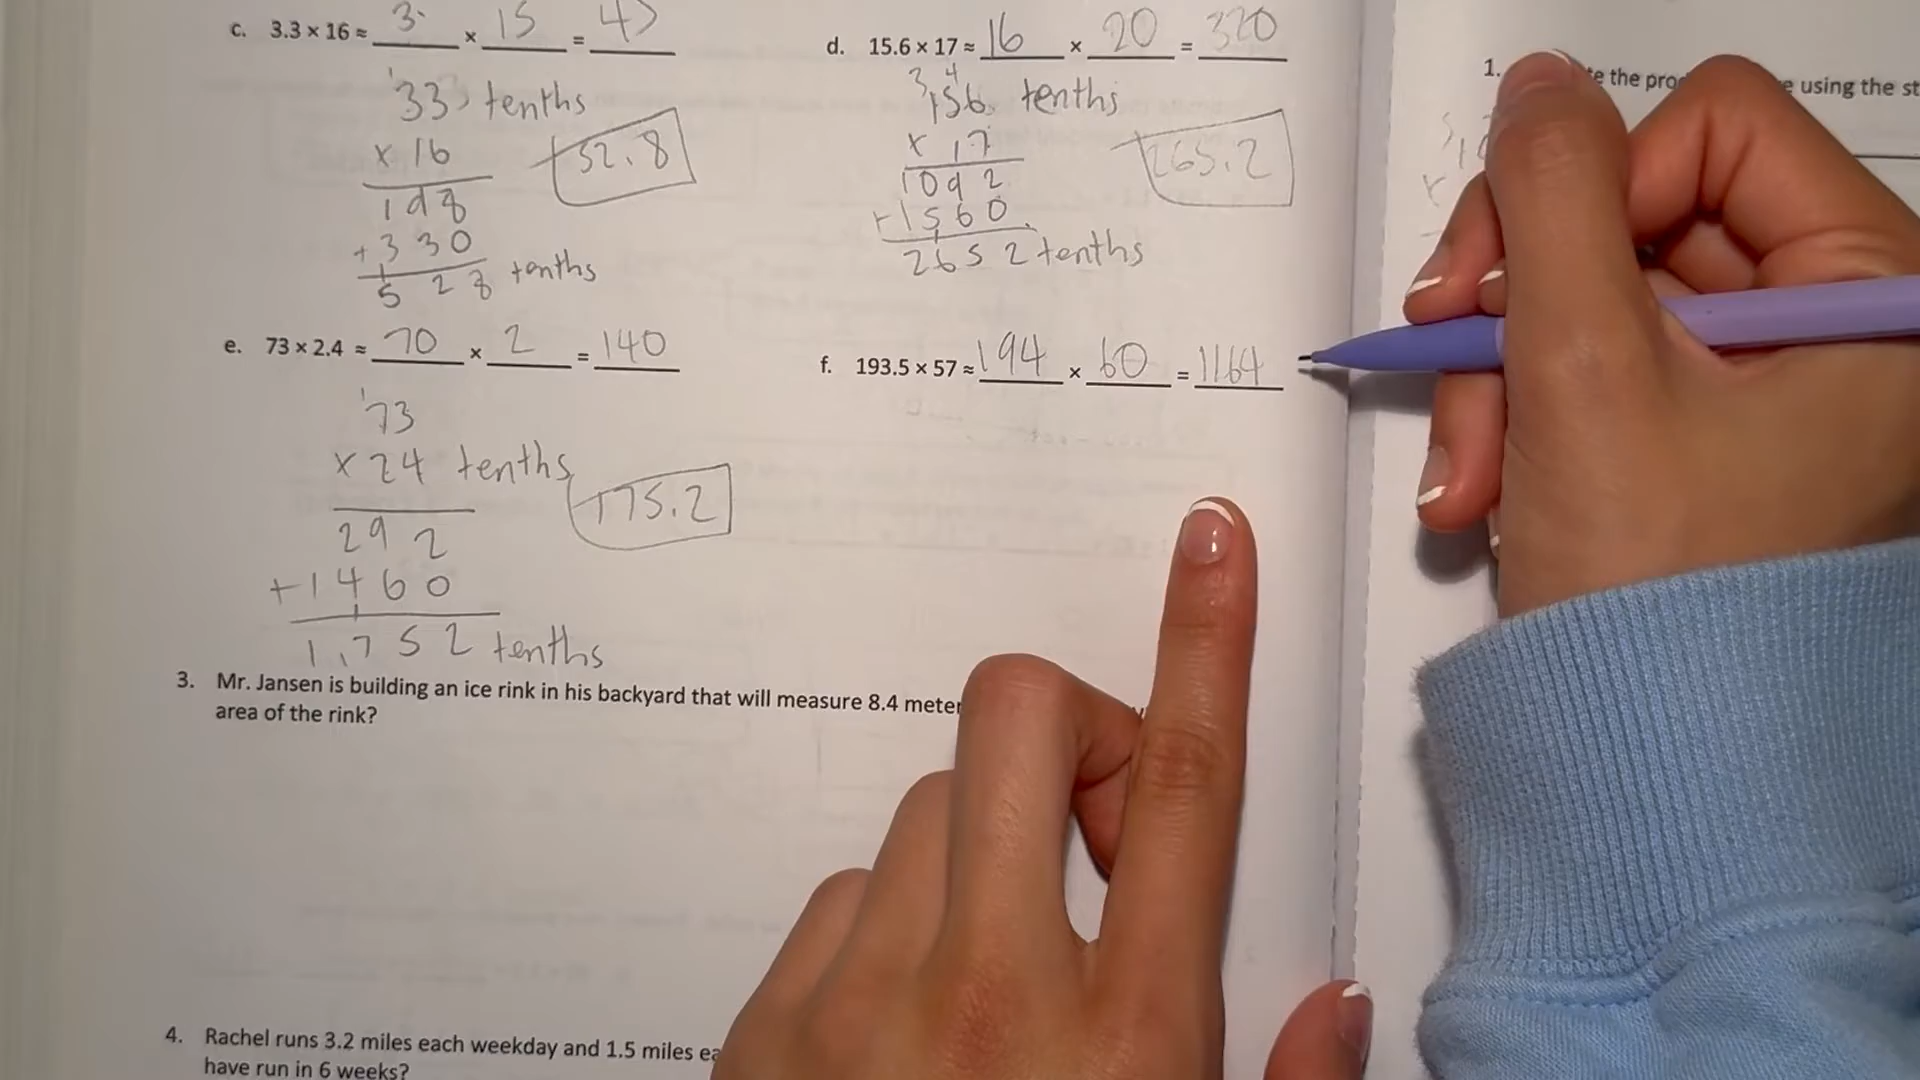 c. 3.3 × 16 ≈ 3 × 15 = 45
33 tenths
× 16
198
+ 330
528 tenths
52.8
d. 15.6 × 17 ≈ 16 × 20 = 320
3 4
156 tenths
× 17
1092
+ 1560
2652 tenths
265.2
1. the using the st
e. 73 × 2.4 ≈ 70 × 2 = 140
73
× 24 tenths
292
+ 1460
1,752 tenths
175.2
f. 193.5 × 57 ≈ 194 × 60 = 1164
3. Mr. Jansen is building an ice rink in his backyard that will measure 8.4 meter
area of the rink?
4. Rachel runs 3.2 miles each weekday and 1.5 miles ea
have run in 6 weeks?